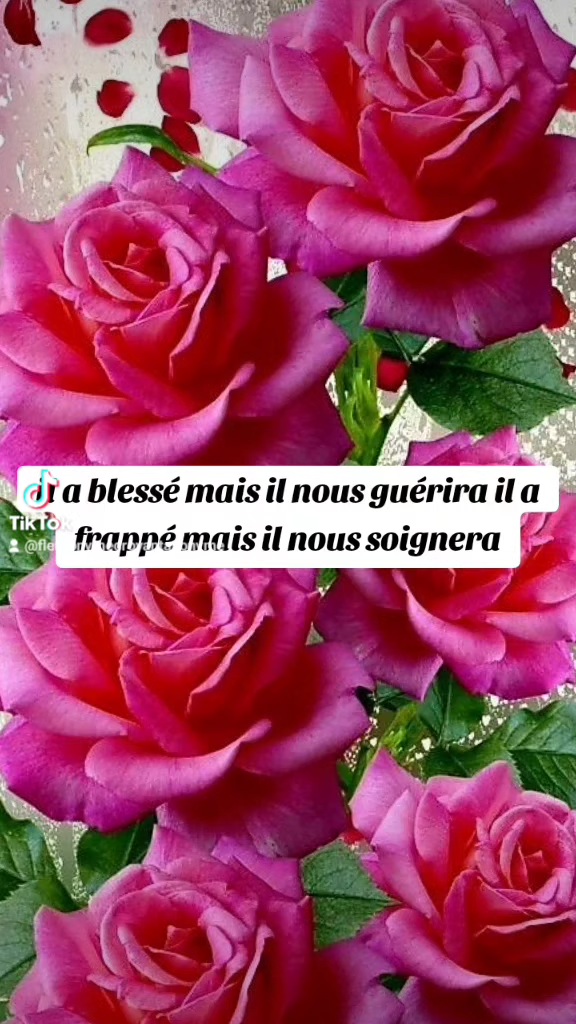 a blessé mais il nous guérira il a
frappé mais il nous soignera
TikTok